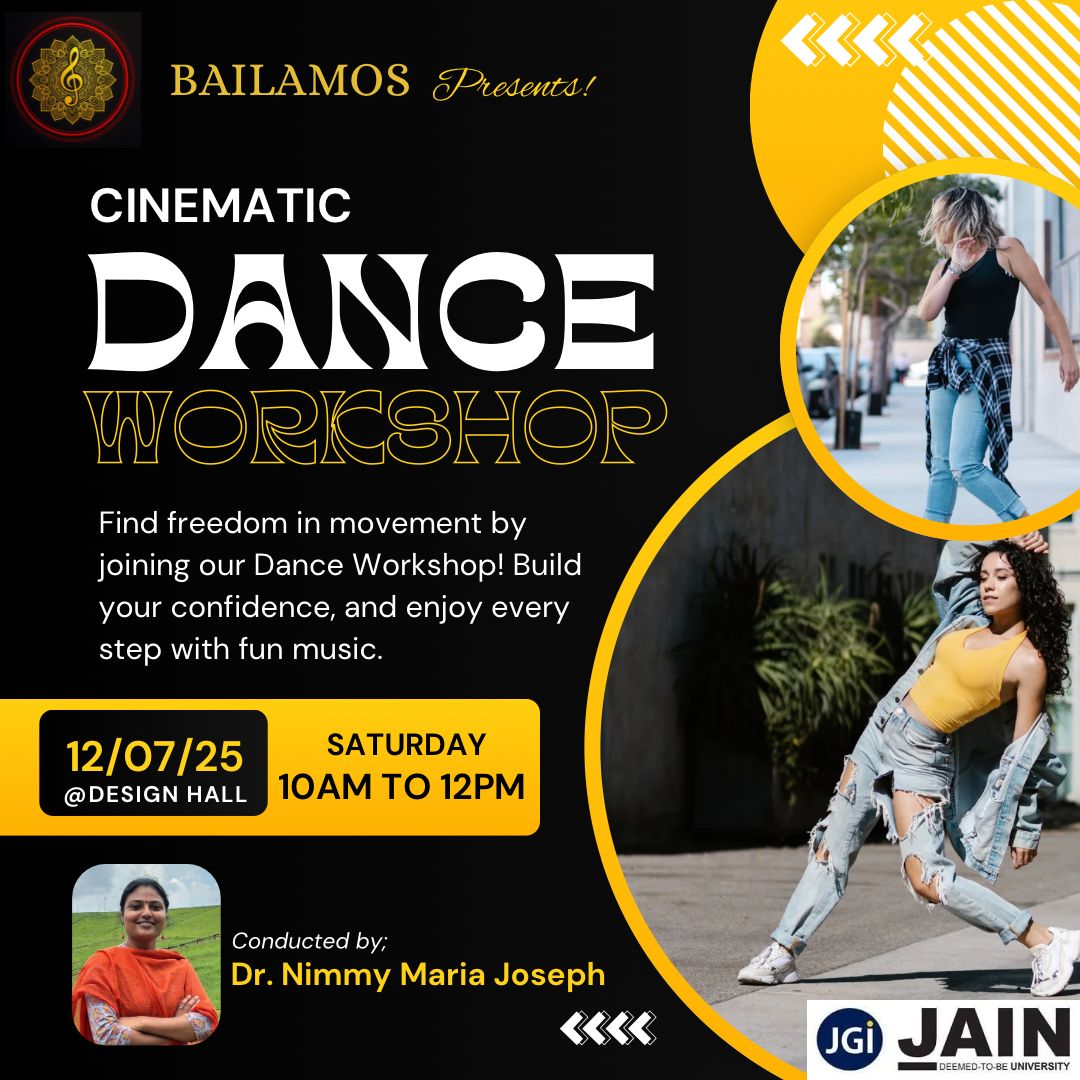 BAILAMOS Presents!
CINEMATIC
DANCE
WORKSHOP
Find freedom in movement by
joining our Dance Workshop! Build
your confidence, and enjoy every
step with fun music.
12/07/25
@DESIGN HALL
SATURDAY
10AM TO 12PM
Conducted by;
Dr. Nimmy Maria Joseph
JGi JAIN
DEEMED-TO-BE UNIVERSITY